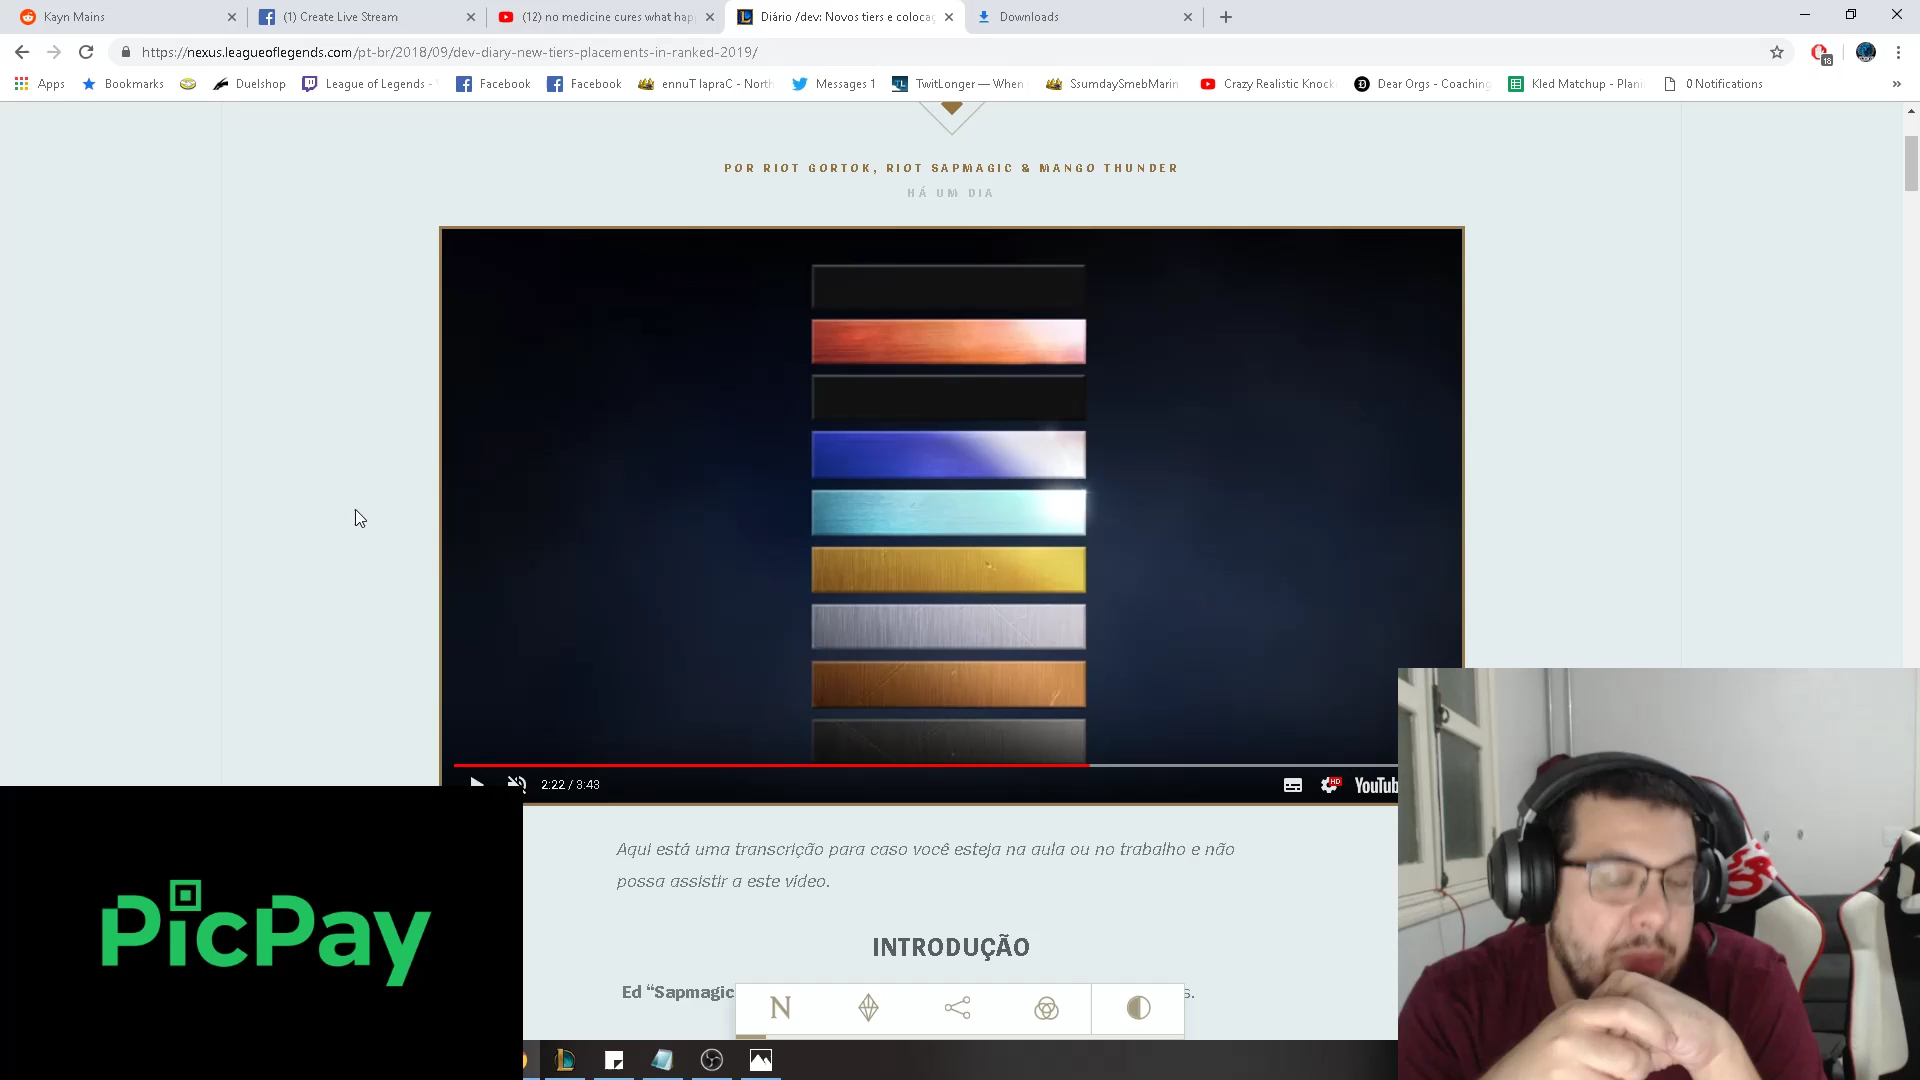 Kayn Mains
(1) Create Live Stream
(12) no medicine cures what hap
Diário /dev: Novos tiers e colocaç
Downloads
https://nexus.leagueoflegends.com/pt-br/2018/09/dev-diary-new-tiers-placements-in-ranked-2019/
18
Apps
Bookmarks
Duelshop
League of Legends -
Facebook
Facebook
ennuT lapraC - North
Messages 1
TL
TwitLonger — When
SsumdaySmebMarin
Crazy Realistic Knock
Dear Orgs - Coaching
Kled Matchup - Plani
0 Notifications
»
POR RIOT GORTOK, RIOT SAPMAGIC & MANGO THUNDER
HÁ UM DIA
2:22 / 3:43
HD
YouTub
Aqui está uma transcrição para caso você esteja na aula ou no trabalho e não
possa assistir a este vídeo.
INTRODUÇÃO
Ed “Sapmagic
s.
N
PicPay